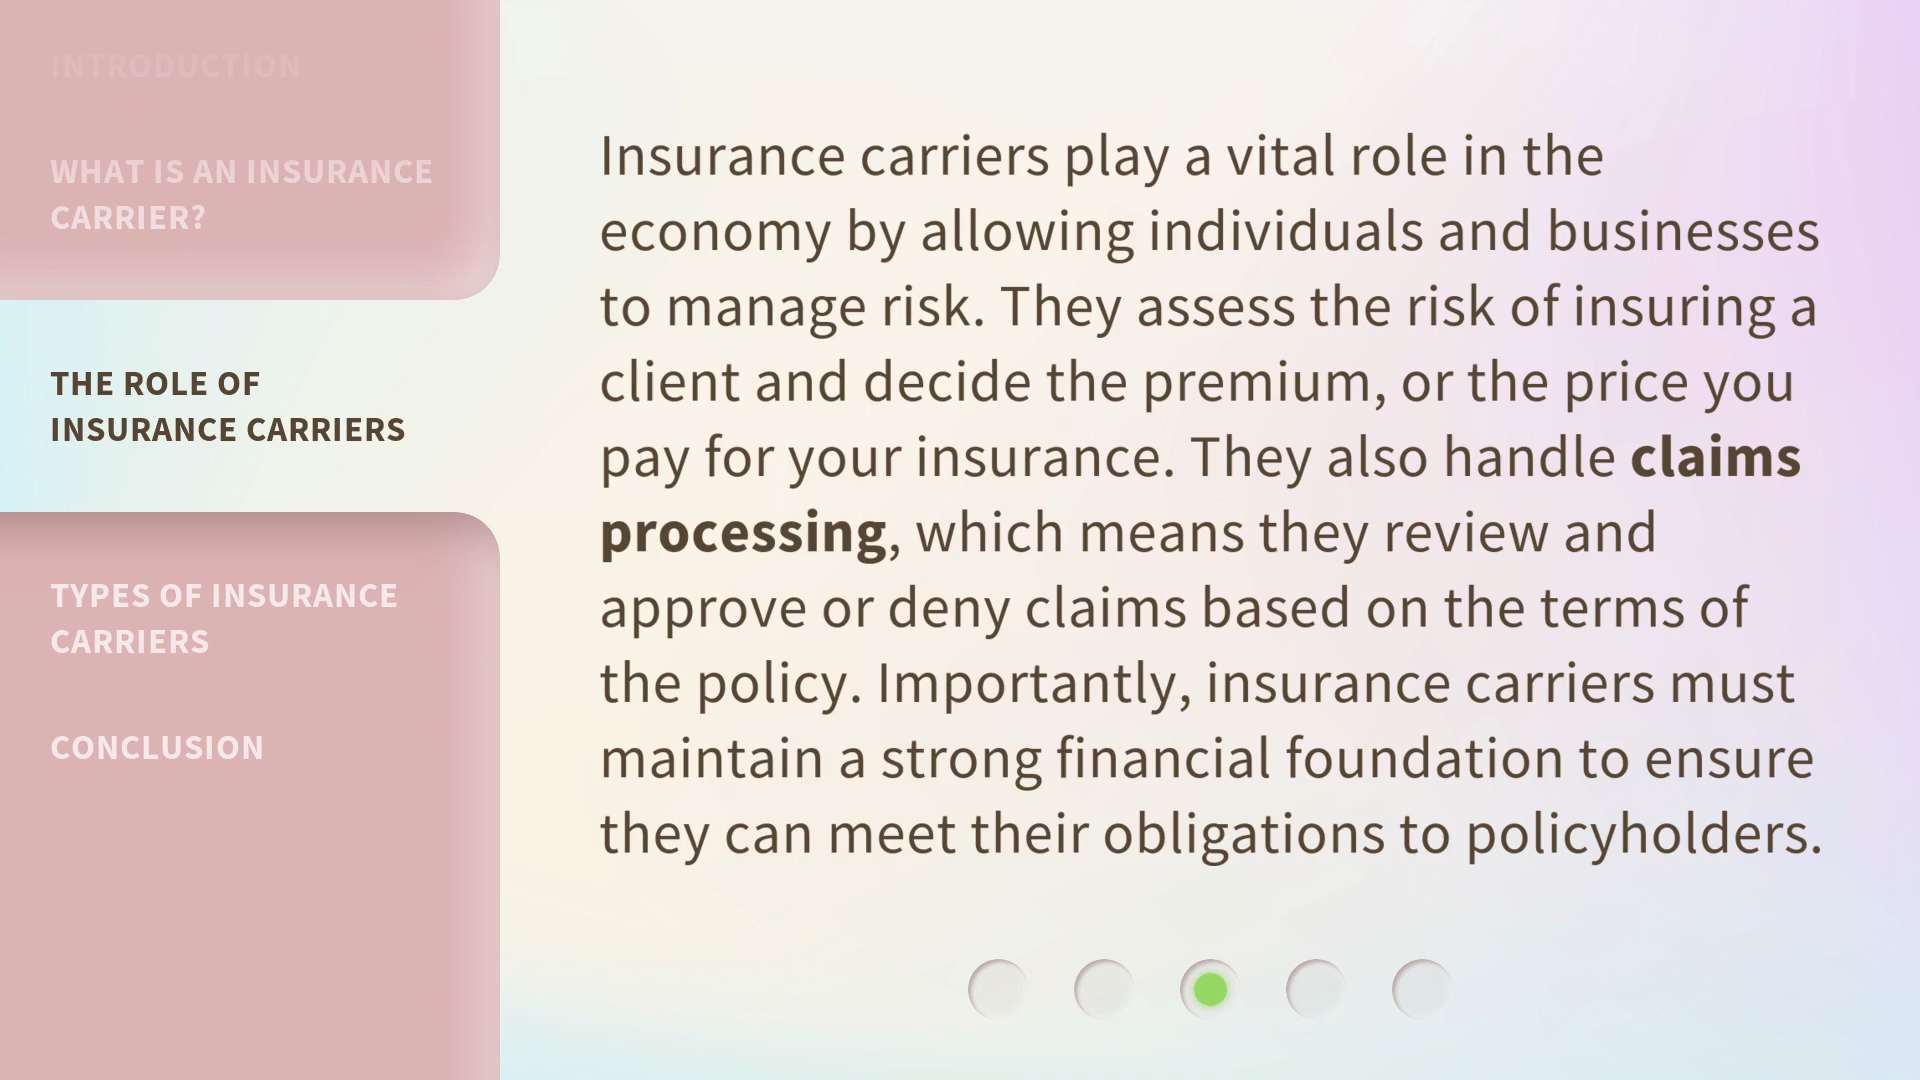 INTRODUCTION
WHAT IS AN INSURANCE
CARRIER?
THE ROLE OF
INSURANCE CARRIERS
TYPES OF INSURANCE
CARRIERS
CONCLUSION
Insurance carriers play a vital role in the
economy by allowing individuals and businesses
to manage risk. They assess the risk of insuring a
client and decide the premium, or the price you
pay for your insurance. They also handle claims
processing, which means they review and
approve or deny claims based on the terms of
the policy. Importantly, insurance carriers must
maintain a strong financial foundation to ensure
they can meet their obligations to policyholders.